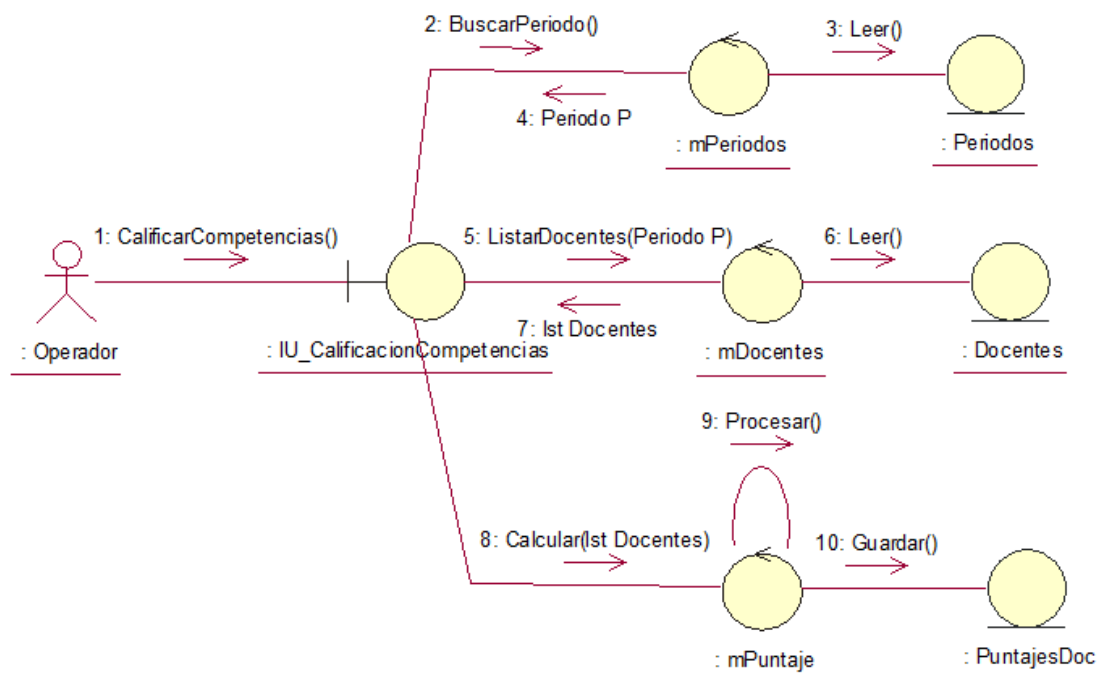 2: BuscarPeriodo()
3: Leer()
4: Periodo P
: mPeriodos
: Periodos
1: CalificarCompetencias()
5: ListarDocentes(Periodo P)
6: Leer()
7: lst Docentes
: Operador
: IU_CalificacionCompetencias
: mDocentes
: Docentes
9: Procesar()
8: Calcular(lst Docentes)
10: Guardar()
: mPuntaje
: PuntajesDoc